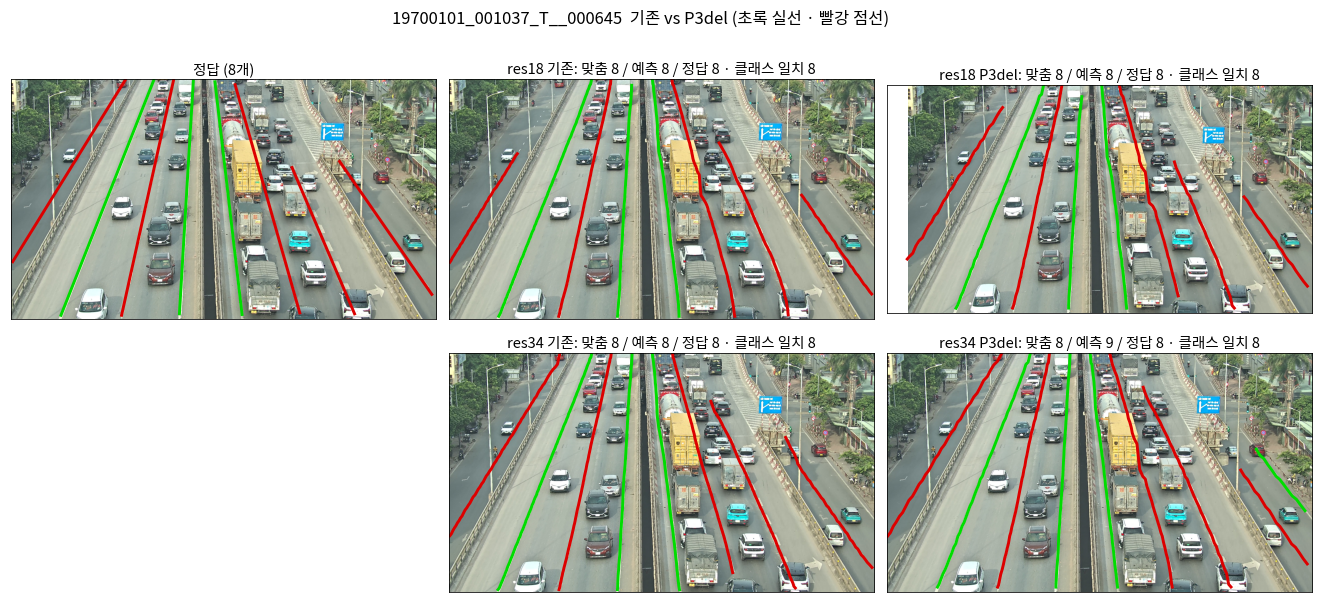 19700101_001037_T__000645  기존 vs P3del (초록 실선 · 빨강 점선)
정답 (8개)
res18 기존: 맞춤 8 / 예측 8 / 정답 8 · 클래스 일치 8
res18 P3del: 맞춤 8 / 예측 8 / 정답 8 · 클래스 일치 8
res34 기존: 맞춤 8 / 예측 8 / 정답 8 · 클래스 일치 8
res34 P3del: 맞춤 8 / 예측 9 / 정답 8 · 클래스 일치 8